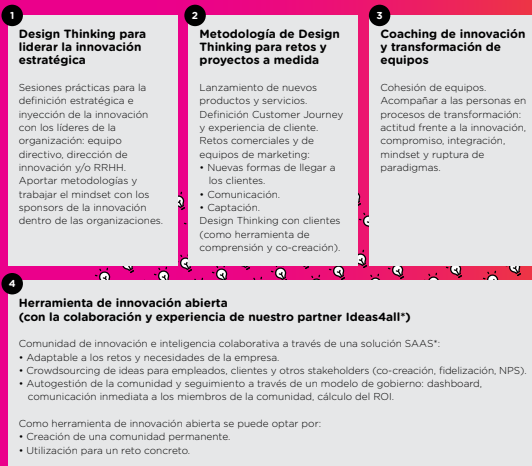 1
Design Thinking para
liderar la innovación
estratégica
Sesiones prácticas para la
definición estratégica e
inyección de la innovación
con los líderes de la
organización: equipo
directivo, dirección de
innovación y/o RRHH.
Aportar metodologías y
trabajar el mindset con los
sponsors de la innovación
dentro de las organizaciones.
2
Metodología de Design
Thinking para retos y
proyectos a medida
Lanzamiento de nuevos
productos y servicios.
Definición Customer Journey
y experiencia de cliente.
Retos comerciales y de
equipos de marketing:
• Nuevas formas de llegar a
los clientes.
• Comunicación.
• Captación.
Design Thinking con clientes
(como herramienta de
comprensión y co-creación).
3
Coaching de innovación
y transformación de
equipos
Cohesión de equipos.
Acompañar a las personas en
procesos de transformación:
actitud frente a la innovación,
compromiso, integración,
mindset y ruptura de
paradigmas.
4
Herramienta de innovación abierta
(con la colaboración y experiencia de nuestro partner Ideas4all*)
Comunidad de innovación e inteligencia colaborativa a través de una solución SAAS*:
• Adaptable a los retos y necesidades de la empresa.
• Crowdsourcing de ideas para empleados, clientes y otros stakeholders (co-creación, fidelización, NPS).
• Autogestión de la comunidad y seguimiento a través de un modelo de gobierno: dashboard,
comunicación inmediata a los miembros de la comunidad, cálculo del ROI.
Como herramienta de innovación abierta se puede optar por:
• Creación de una comunidad permanente.
• Utilización para un reto concreto.